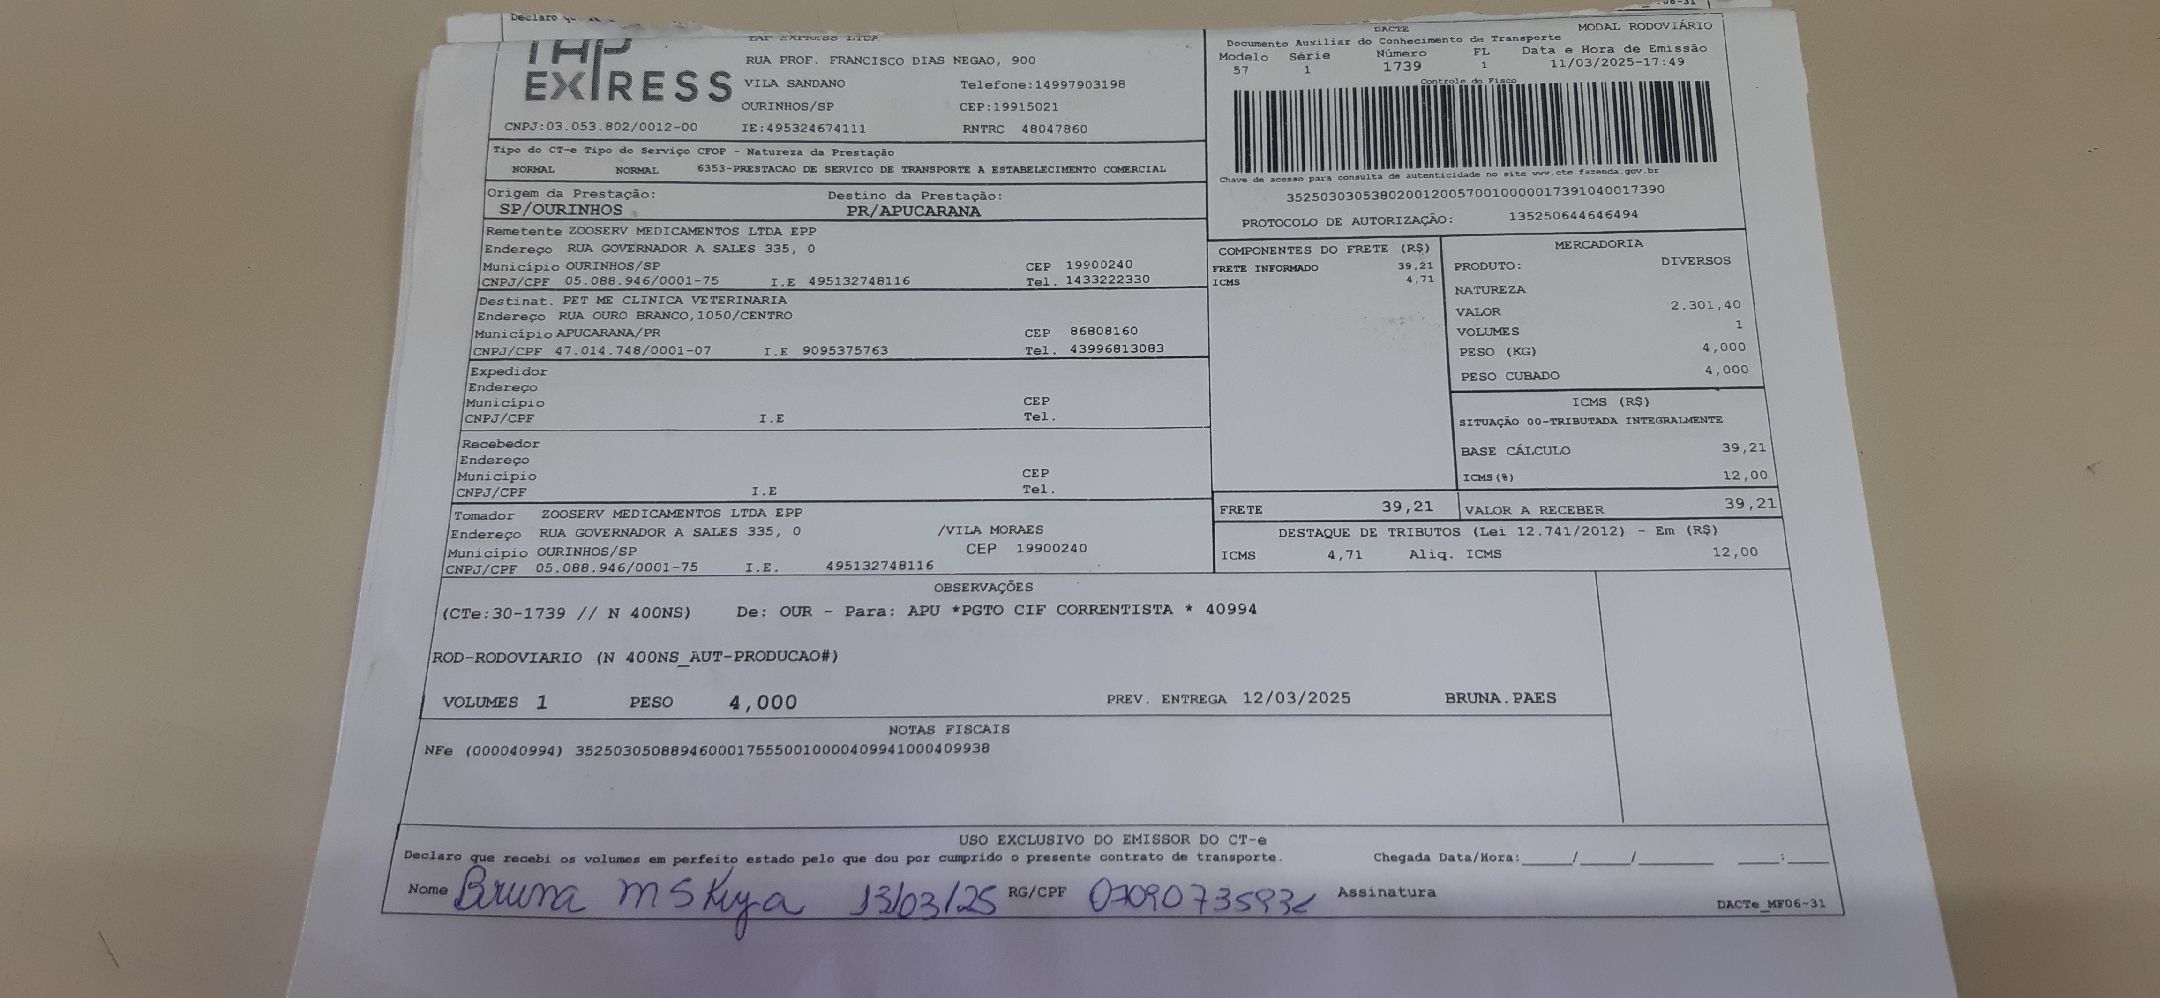 Declaro
06-31
TAP EXPRESS LTDA.
EXPRESS
RUA PROF. FRANCISCO DIAS NEGAO, 900
VILA SANDANO Telefone:14997903198
OURINHOS/SP CEP:19915021
CNPJ:03.053.802/0012-00 IE:495324674111 RNTRC 48047860
DACTE MODAL RODOVIÁRIO
Documento Auxiliar do Conhecimento de Transporte
Modelo Série Número FL Data e Hora de Emissão
57 1 1739 1 11/03/2025-17:49
Controle do Fisco
Chave de acesso para consulta de autenticidade no site www.cte.fazenda.gov.br
35250303053802001200570010000017391040017390
PROTOCOLO DE AUTORIZAÇÃO: 135250644646494
Tipo do CT-e Tipo do Serviço CFOP - Natureza da Prestação
NORMAL NORMAL 6353-PRESTACAO DE SERVICO DE TRANSPORTE A ESTABELECIMENTO COMERCIAL
Origem da Prestação: Destino da Prestação:
SP/OURINHOS PR/APUCARANA
Remetente ZOOSERV MEDICAMENTOS LTDA EPP
Endereço RUA GOVERNADOR A SALES 335, 0
Município OURINHOS/SP CEP 19900240
CNPJ/CPF 05.088.946/0001-75 I.E 495132748116 Tel. 1433222330
Destinat. PET ME CLINICA VETERINARIA
Endereço RUA OURO BRANCO,1050/CENTRO
Município APUCARANA/PR CEP 86808160
CNPJ/CPF 47.014.748/0001-07 I.E 9095375763 Tel. 43996813083
Expedidor
Endereço
Município CEP
CNPJ/CPF I.E Tel.
Recebedor
Endereço
Município CEP
CNPJ/CPF I.E Tel.
Tomador ZOOSERV MEDICAMENTOS LTDA EPP
Endereço RUA GOVERNADOR A SALES 335, 0 /VILA MORAES
Município OURINHOS/SP CEP 19900240
CNPJ/CPF 05.088.946/0001-75 I.E. 495132748116
COMPONENTES DO FRETE (R$)
FRETE INFORMADO 39,21
ICMS 4,71
MERCADORIA
PRODUTO: DIVERSOS
NATUREZA
VALOR 2.301,40
VOLUMES 1
PESO (KG) 4,000
PESO CUBADO 4,000
ICMS (R$)
SITUAÇÃO 00-TRIBUTADA INTEGRALMENTE
BASE CÁLCULO 39,21
ICMS(%) 12,00
FRETE 39,21 VALOR A RECEBER 39,21
DESTAQUE DE TRIBUTOS (Lei 12.741/2012) - Em (R$)
ICMS 4,71 Aliq. ICMS 12,00
OBSERVAÇÕES
(CTe:30-1739 // N 400NS) De: OUR - Para: APU *PGTO CIF CORRENTISTA * 40994
ROD-RODOVIARIO (N 400NS_AUT-PRODUCAO#)
VOLUMES 1 PESO 4,000 PREV. ENTREGA 12/03/2025 BRUNA.PAES
NOTAS FISCAIS
NFe (000040994) 35250305088946000175550010000409941000409938
USO EXCLUSIVO DO EMISSOR DO CT-e
Declaro que recebi os volumes em perfeito estado pelo que dou por cumprido o presente contrato de transporte. Chegada Data/Hora:_____/_____/_______ ____:____
Nome Bruna M 13/03/25 RG/CPF Assinatura
DACTe_MF06-31